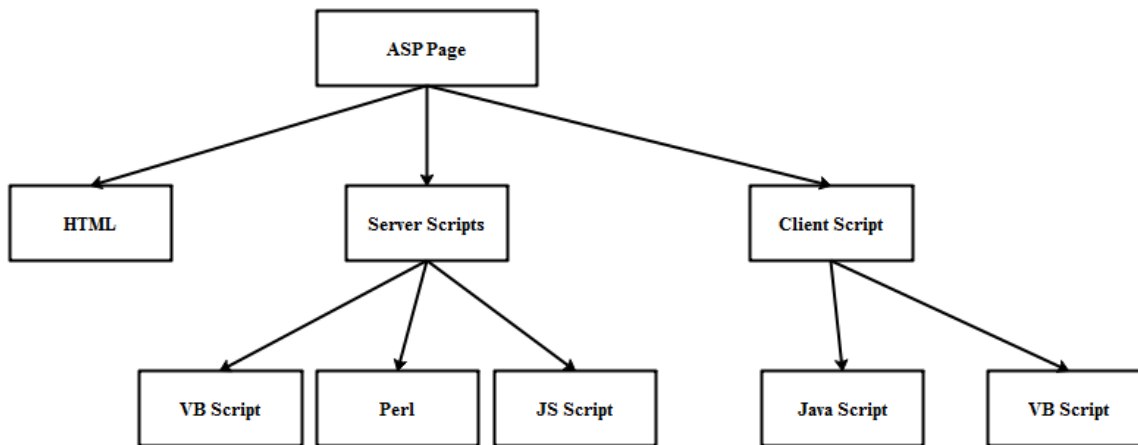 ASP Page
HTML
Server Scripts
Client Script
VB Script
Perl
JS Script
Java Script
VB Script